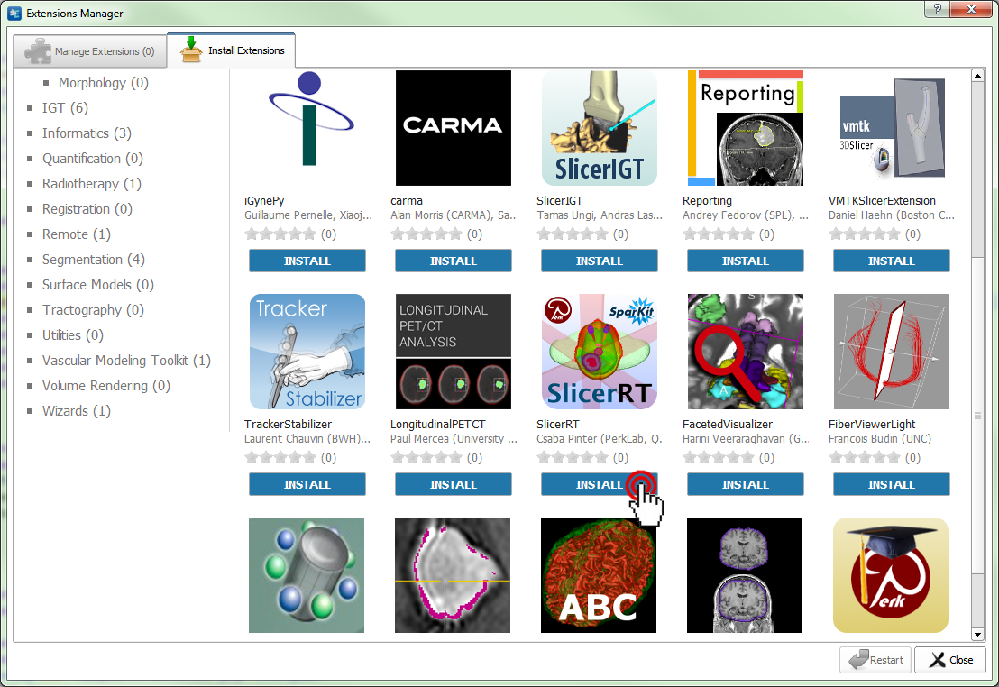 Extensions Manager
?
Manage Extensions (0)
Install Extensions
Morphology (0)
IGT (6)
Informatics (3)
Quantification (0)
Radiotherapy (1)
Registration (0)
Remote (1)
Segmentation (4)
Surface Models (0)
Tractography (0)
Utilities (0)
Vascular Modeling Toolkit (1)
Volume Rendering (0)
Wizards (1)
CARMA
SlicerIGT
Reporting
vmtk
3DSlicer
iGynePy
Guillaume Pernelle, Xiaoj...
(0)
INSTALL
carma
Alan Morris (CARMA), Sa...
(0)
INSTALL
SlicerIGT
Tamas Ungi, Andras Las...
(0)
INSTALL
Reporting
Andrey Fedorov (SPL), ...
(0)
INSTALL
VMTKSlicerExtension
Daniel Haehn (Boston C...
(0)
INSTALL
Tracker
Stabilizer
LONGITUDINAL
PET/CT
ANALYSIS
Perk
SparKit
SlicerRT
S
A
TrackerStabilizer
Laurent Chauvin (BWH)...
(0)
INSTALL
LongitudinalPETCT
Paul Mercea (University ...
(0)
INSTALL
SlicerRT
Csaba Pinter (PerkLab, Q...
(0)
INSTALL
FacetedVisualizer
Harini Veeraraghavan (G...
(0)
INSTALL
FiberViewerLight
Francois Budin (UNC)
(0)
INSTALL
ABC
Perk
Restart
Close